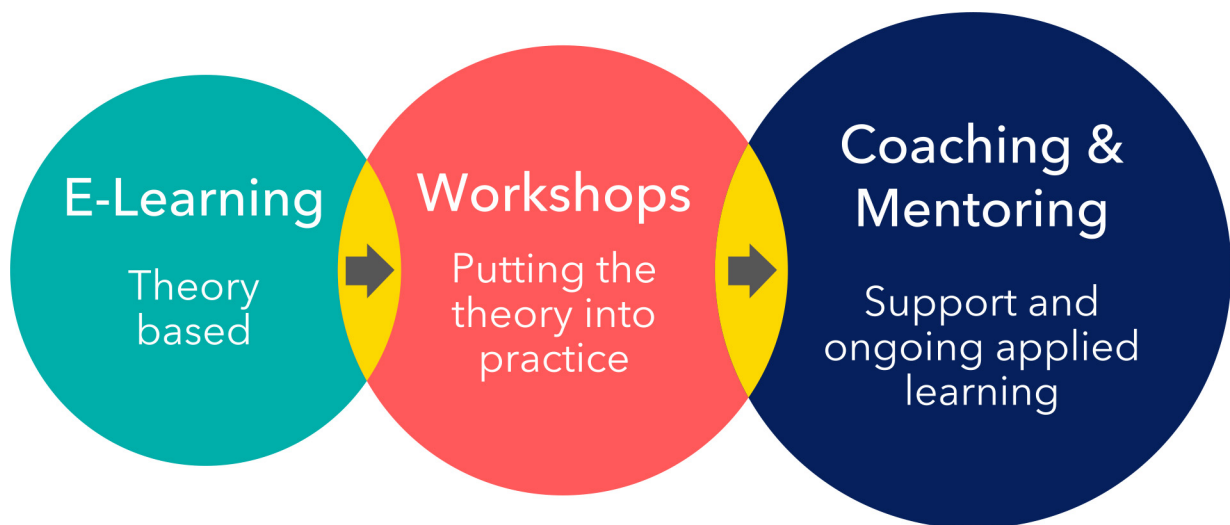 E-Learning
Theory
based
Workshops
Putting the
theory into
practice
Coaching &
Mentoring
Support and
ongoing applied
learning